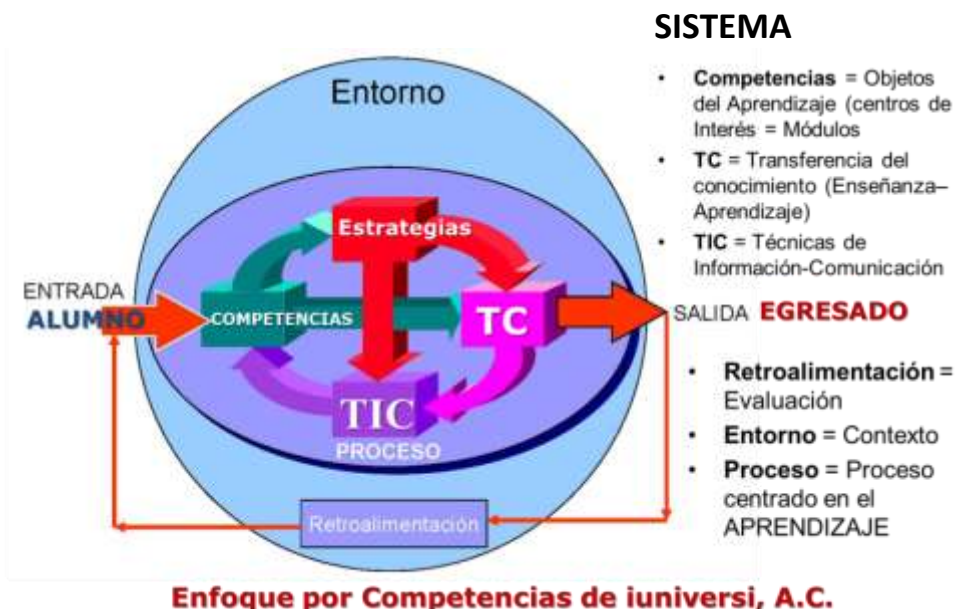 SISTEMA
Entorno
Estrategias
ENTRADA
ALUMNO
COMPETENCIAS
TC
TIC
PROCESO
SALIDA EGRESADO
Retroalimentación
• Competencias = Objetos
del Aprendizaje (centros de
Interés = Módulos
• TC = Transferencia del
conocimiento (Enseñanza–
Aprendizaje)
• TIC = Técnicas de
Información-Comunicación
• Retroalimentación =
Evaluación
• Entorno = Contexto
• Proceso = Proceso
centrado en el
APRENDIZAJE
Enfoque por Competencias de iuniversi, A.C.